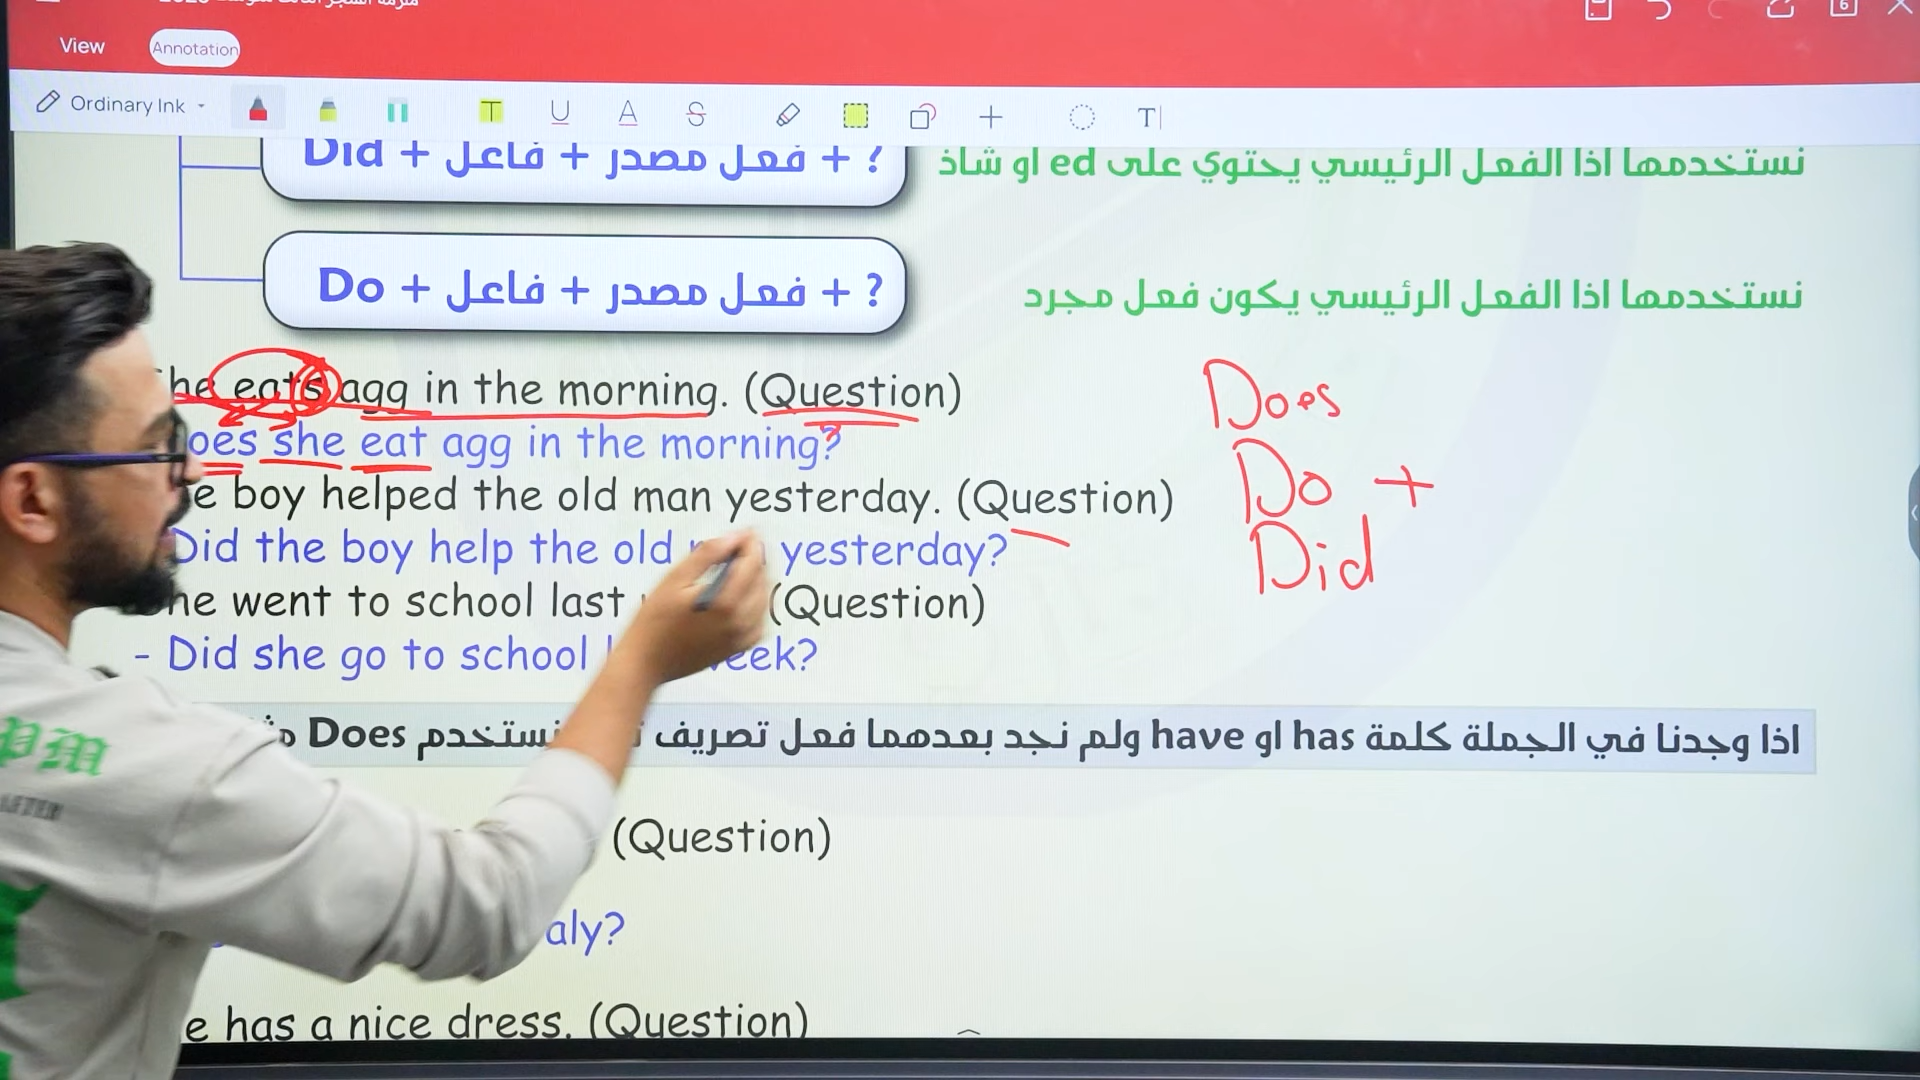 View Annotation
Ordinary Ink
Did + فاعل + فعل مصدر + ?
نستخدمها اذا الفعل الرئيسي يحتوي على ed او شاذ
Do + فاعل + فعل مصدر + ?
نستخدمها اذا الفعل الرئيسي يكون فعل مجرد
eats agg in the morning. (Question)
she eat agg in the morning?
boy helped the old man yesterday. (Question)
Did the boy help the old yesterday?
went to school last (Question)
- Did she go to school
Does
Do +
Did
اذا وجدنا في الجملة كلمة has او have ولم نجد بعدهما فعل تصريف Does
(Question)
has a nice dress. (Question)